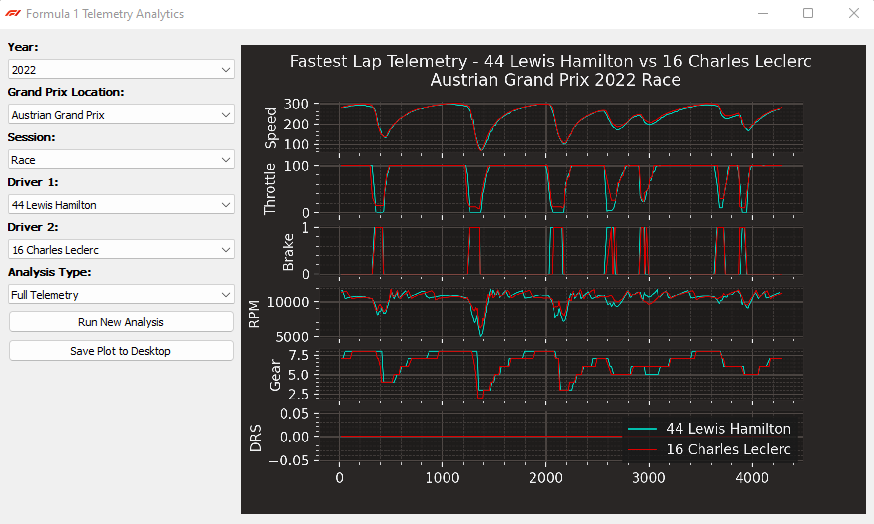 Formula 1 Telemetry Analytics
Year:
2022
Grand Prix Location:
Austrian Grand Prix
Session:
Race
Driver 1:
44 Lewis Hamilton
Driver 2:
16 Charles Leclerc
Analysis Type:
Full Telemetry
Run New Analysis
Save Plot to Desktop
Fastest Lap Telemetry - 44 Lewis Hamilton vs 16 Charles Leclerc
Austrian Grand Prix 2022 Race
Speed
300
200
100
Throttle
100
0
Brake
1
0
RPM
10000
5000
Gear
7.5
5.0
2.5
DRS
0.05
0.00
−0.05
44 Lewis Hamilton
16 Charles Leclerc
0 1000 2000 3000 4000